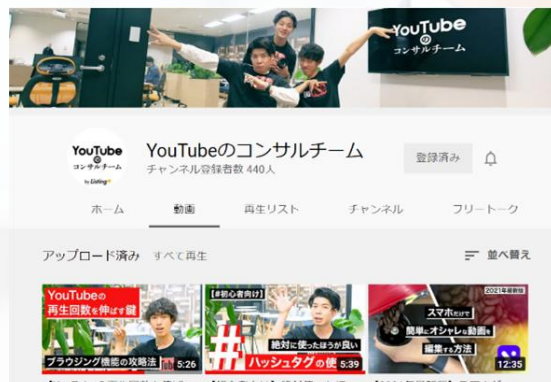 YouTube
の
コンサルチーム
YouTube
の
コンサルチーム
by Listing+
YouTubeのコンサルチーム
チャンネル登録者数 440人
登録済み
ホーム
動画
再生リスト
チャンネル
フリートーク
アップロード済み
すべて再生
並べ替え
YouTubeの
再生回数を伸ばす鍵
ブラウジング機能の攻略法
5:26
【#初心者向け】
#
絶対に使ったほうが良い
ハッシュタグの使
5:39
2021年最新版
スマホだけで
簡単にオシャレな動画を
編集する方法
12:35